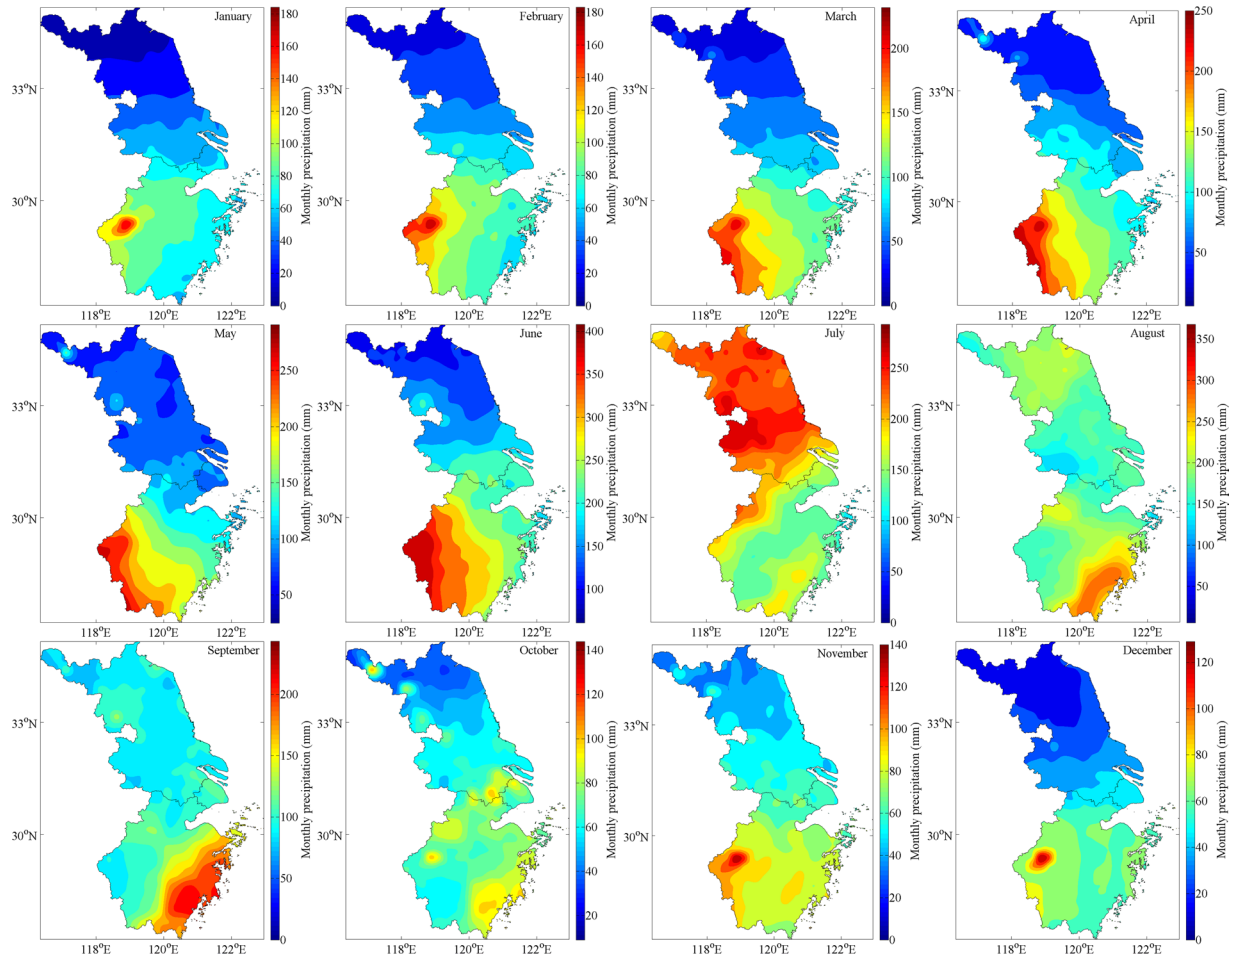 January
180
160
140
120
100
80
60
40
20
0
Monthly precipitation (mm)
33°N
30°N
118°E 120°E 122°E
February
180
160
140
120
100
80
60
40
20
0
Monthly precipitation (mm)
33°N
30°N
118°E 120°E 122°E
March
200
150
100
50
0
Monthly precipitation (mm)
33°N
30°N
118°E 120°E 122°E
April
250
200
150
100
50
Monthly precipitation (mm)
33°N
30°N
118°E 120°E 122°E
May
250
200
150
100
50
Monthly precipitation (mm)
33°N
30°N
118°E 120°E 122°E
June
400
350
300
250
200
150
100
Monthly precipitation (mm)
33°N
30°N
118°E 120°E 122°E
July
250
200
150
100
50
0
Monthly precipitation (mm)
33°N
30°N
118°E 120°E 122°E
August
350
300
250
200
150
100
50
Monthly precipitation (mm)
33°N
30°N
118°E 120°E 122°E
September
200
150
100
50
0
Monthly precipitation (mm)
33°N
30°N
118°E 120°E 122°E
October
140
120
100
80
60
40
20
Monthly precipitation (mm)
33°N
30°N
118°E 120°E 122°E
November
140
120
100
80
60
40
20
0
Monthly precipitation (mm)
33°N
30°N
118°E 120°E 122°E
December
120
100
80
60
40
20
0
Monthly precipitation (mm)
33°N
30°N
118°E 120°E 122°E